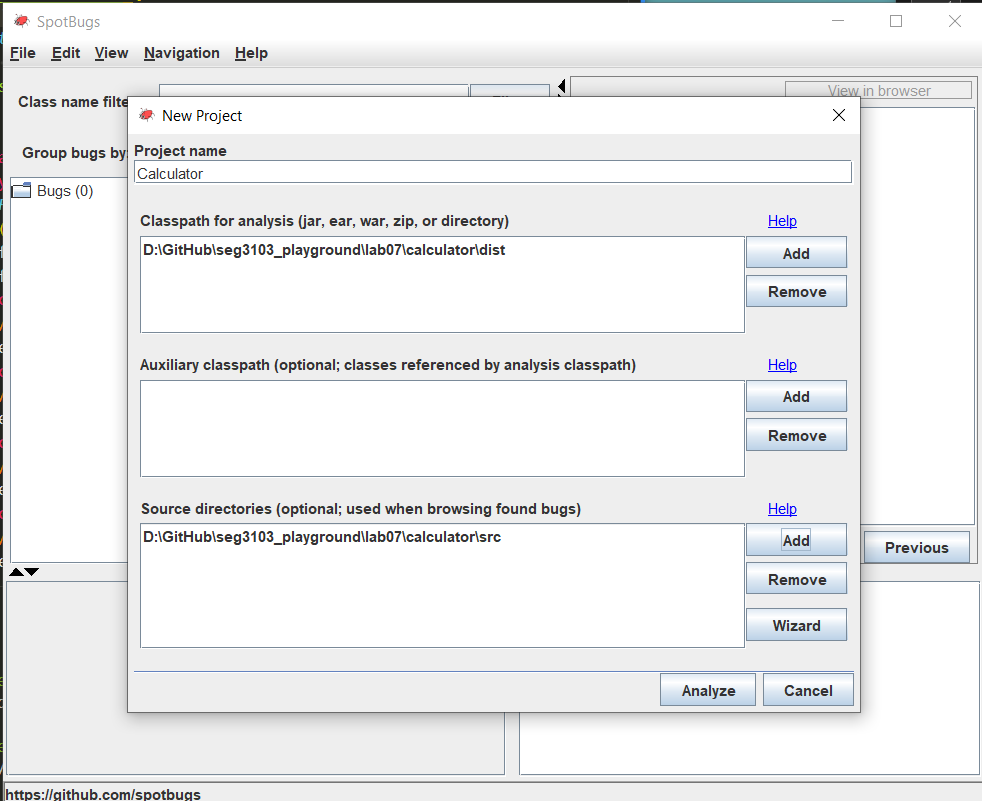 SpotBugs
File Edit View Navigation Help
Class name filte
View in browser
New Project
Project name
Calculator
Group bugs by:
Bugs (0)
Classpath for analysis (jar, ear, war, zip, or directory)
Help
D:\GitHub\seg3103_playground\lab07\calculator\dist
Add
Remove
Auxiliary classpath (optional; classes referenced by analysis classpath)
Help
Add
Remove
Source directories (optional; used when browsing found bugs)
Help
D:\GitHub\seg3103_playground\lab07\calculator\src
Add
Previous
Remove
Wizard
Analyze Cancel
https://github.com/spotbugs